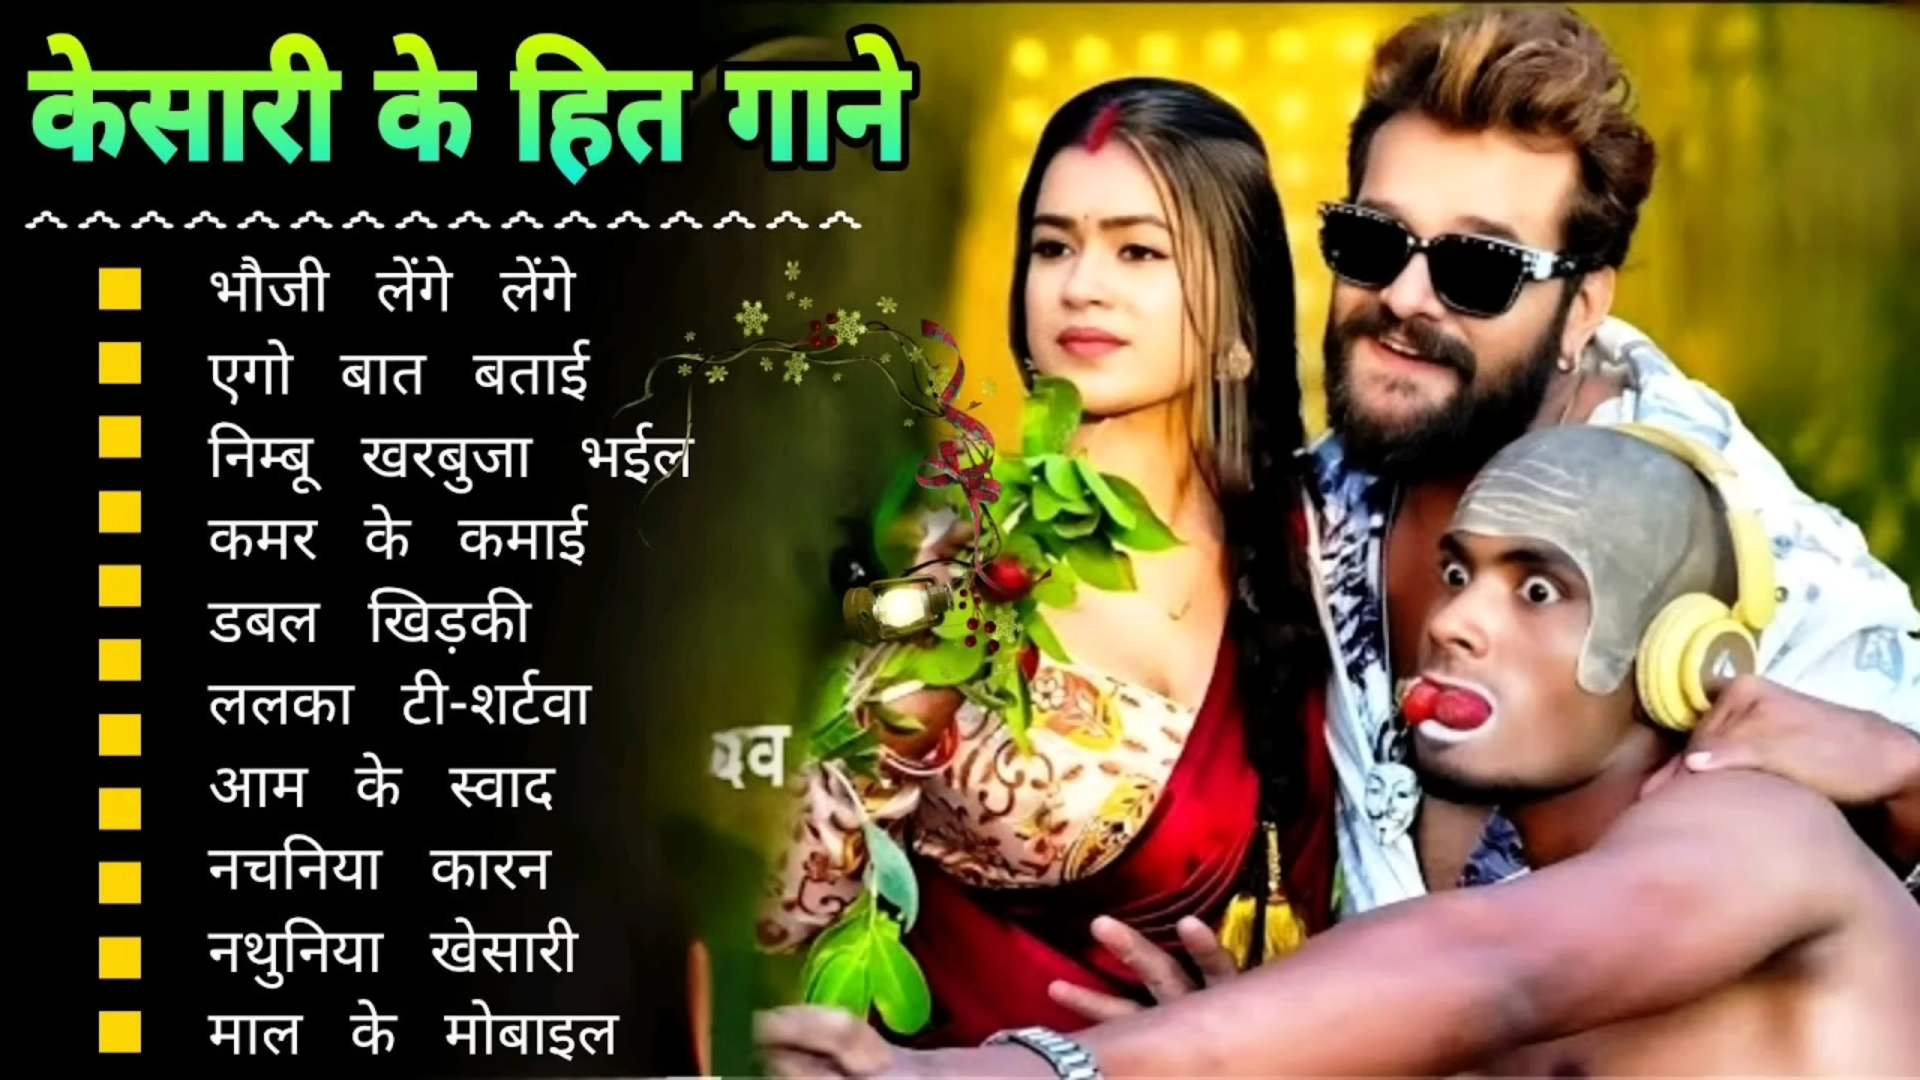 केसारी के हित गाने
भौजी लेंगे लेंगे
एगो बात बताई
निम्बू खरबुजा भईल
कमर के कमाई
डबल खिड़की
ललका टी-शर्टवा
आम के स्वाद
नचनिया कारन
नथुनिया खेसारी
माल के मोबाइल